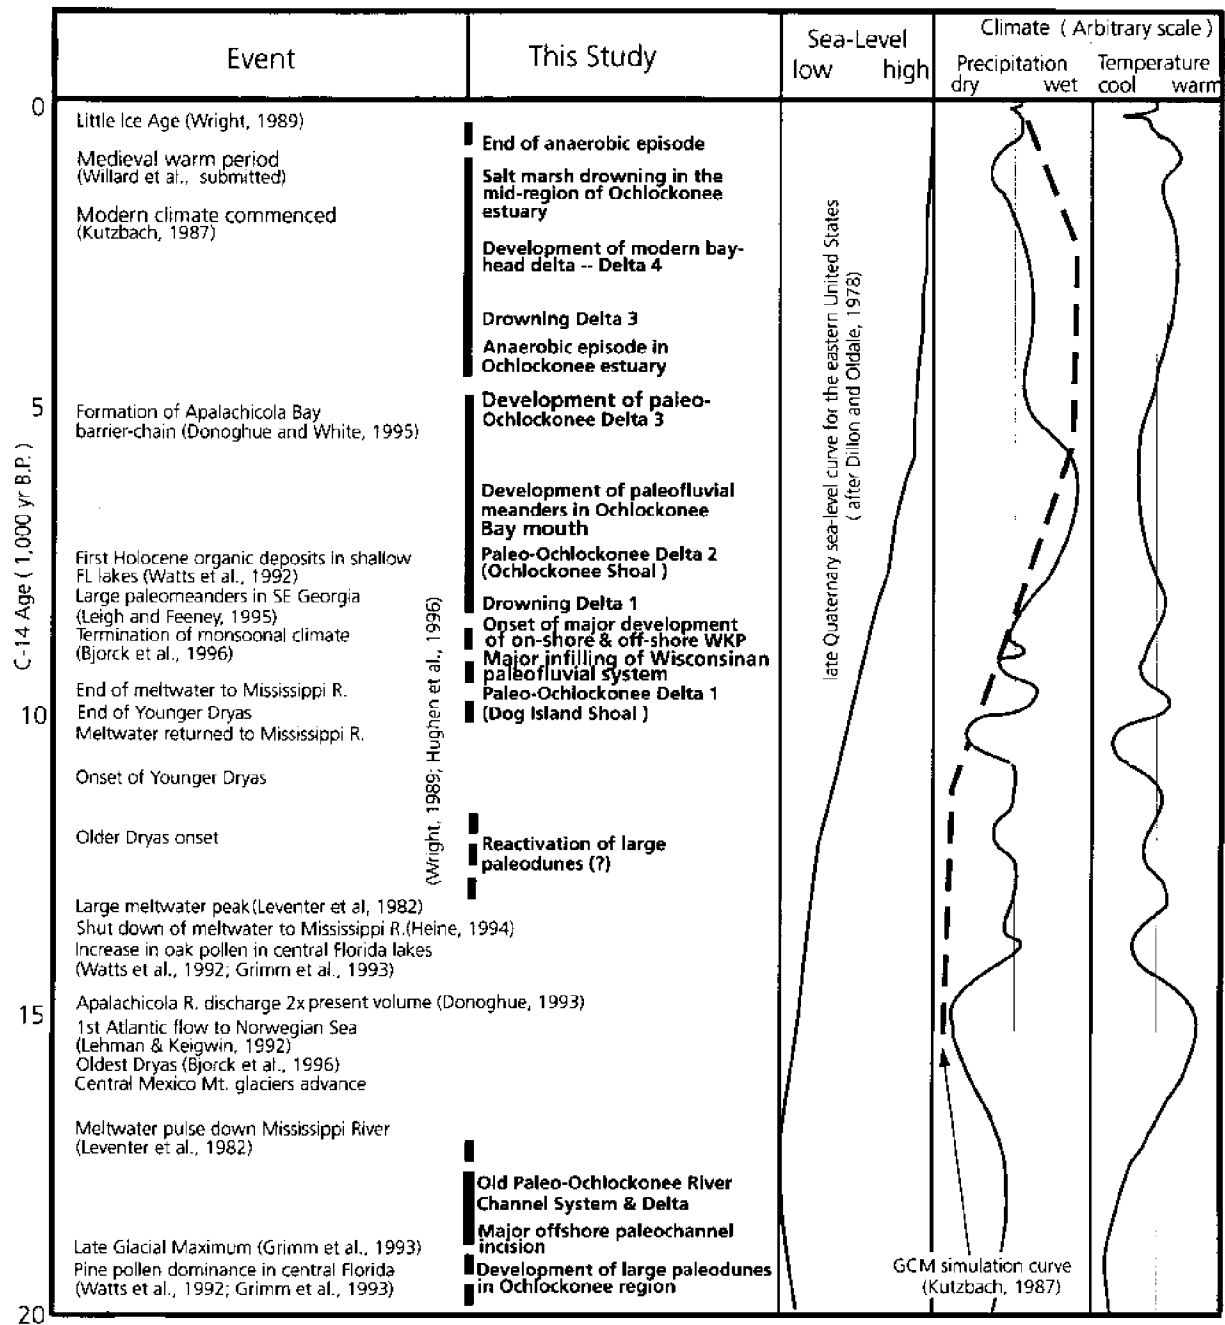 Event
This Study
Sea-Level
low high
Climate ( Arbitrary scale )
Precipitation
dry wet
Temperature
cool warm
0
5
10
15
20
C-14 Age ( 1,000 yr B.P. )
Little Ice Age (Wright, 1989)
Medieval warm period
(Willard et al., submitted)
Modern climate commenced
(Kutzbach, 1987)
Formation of Apalachicola Bay
barrier-chain (Donoghue and White, 1995)
First Holocene organic deposits in shallow
FL lakes (Watts et al., 1992)
Large paleomeanders in SE Georgia
(Leigh and Feeney, 1995)
Termination of monsoonal climate
(Bjorck et al., 1996)
End of meltwater to Mississippi R.
End of Younger Dryas
Meltwater returned to Mississippi R.
Onset of Younger Dryas
Older Dryas onset
(Wright, 1989; Hughen et al., 1996)
Large meltwater peak(Leventer et al, 1982)
Shut down of meltwater to Mississippi R.(Heine, 1994)
Increase in oak pollen in central Florida lakes
(Watts et al., 1992; Grimm et al., 1993)
Apalachicola R. discharge 2x present volume (Donoghue, 1993)
1st Atlantic flow to Norwegian Sea
(Lehman & Keigwin, 1992)
Oldest Dryas (Bjorck et al., 1996)
Central Mexico Mt. glaciers advance
Meltwater pulse down Mississippi River
(Leventer et al., 1982)
Late Glacial Maximum (Grimm et al., 1993)
Pine pollen dominance in central Florida
(Watts et al., 1992; Grimm et al., 1993)
End of anaerobic episode
Salt marsh drowning in the
mid-region of Ochlockonee
estuary
Development of modern bay-
head delta -- Delta 4
Drowning Delta 3
Anaerobic episode in
Ochlockonee estuary
Development of paleo-
Ochlockonee Delta 3
Development of paleofluvial
meanders in Ochlockonee
Bay mouth
Paleo-Ochlockonee Delta 2
(Ochlockonee Shoal )
Drowning Delta 1
Onset of major development
of on-shore & off-shore WKP
Major infilling of Wisconsinan
paleofluvial system
Paleo-Ochlockonee Delta 1
(Dog Island Shoal )
Reactivation of large
paleodunes (?)
Old Paleo-Ochlockonee River
Channel System & Delta
Major offshore paleochannel
incision
Development of large paleodunes
in Ochlockonee region
late Quaternary sea-level curve for the eastern United States
( after Dillon and Oldale, 1978)
GCM simulation curve
(Kutzbach, 1987)